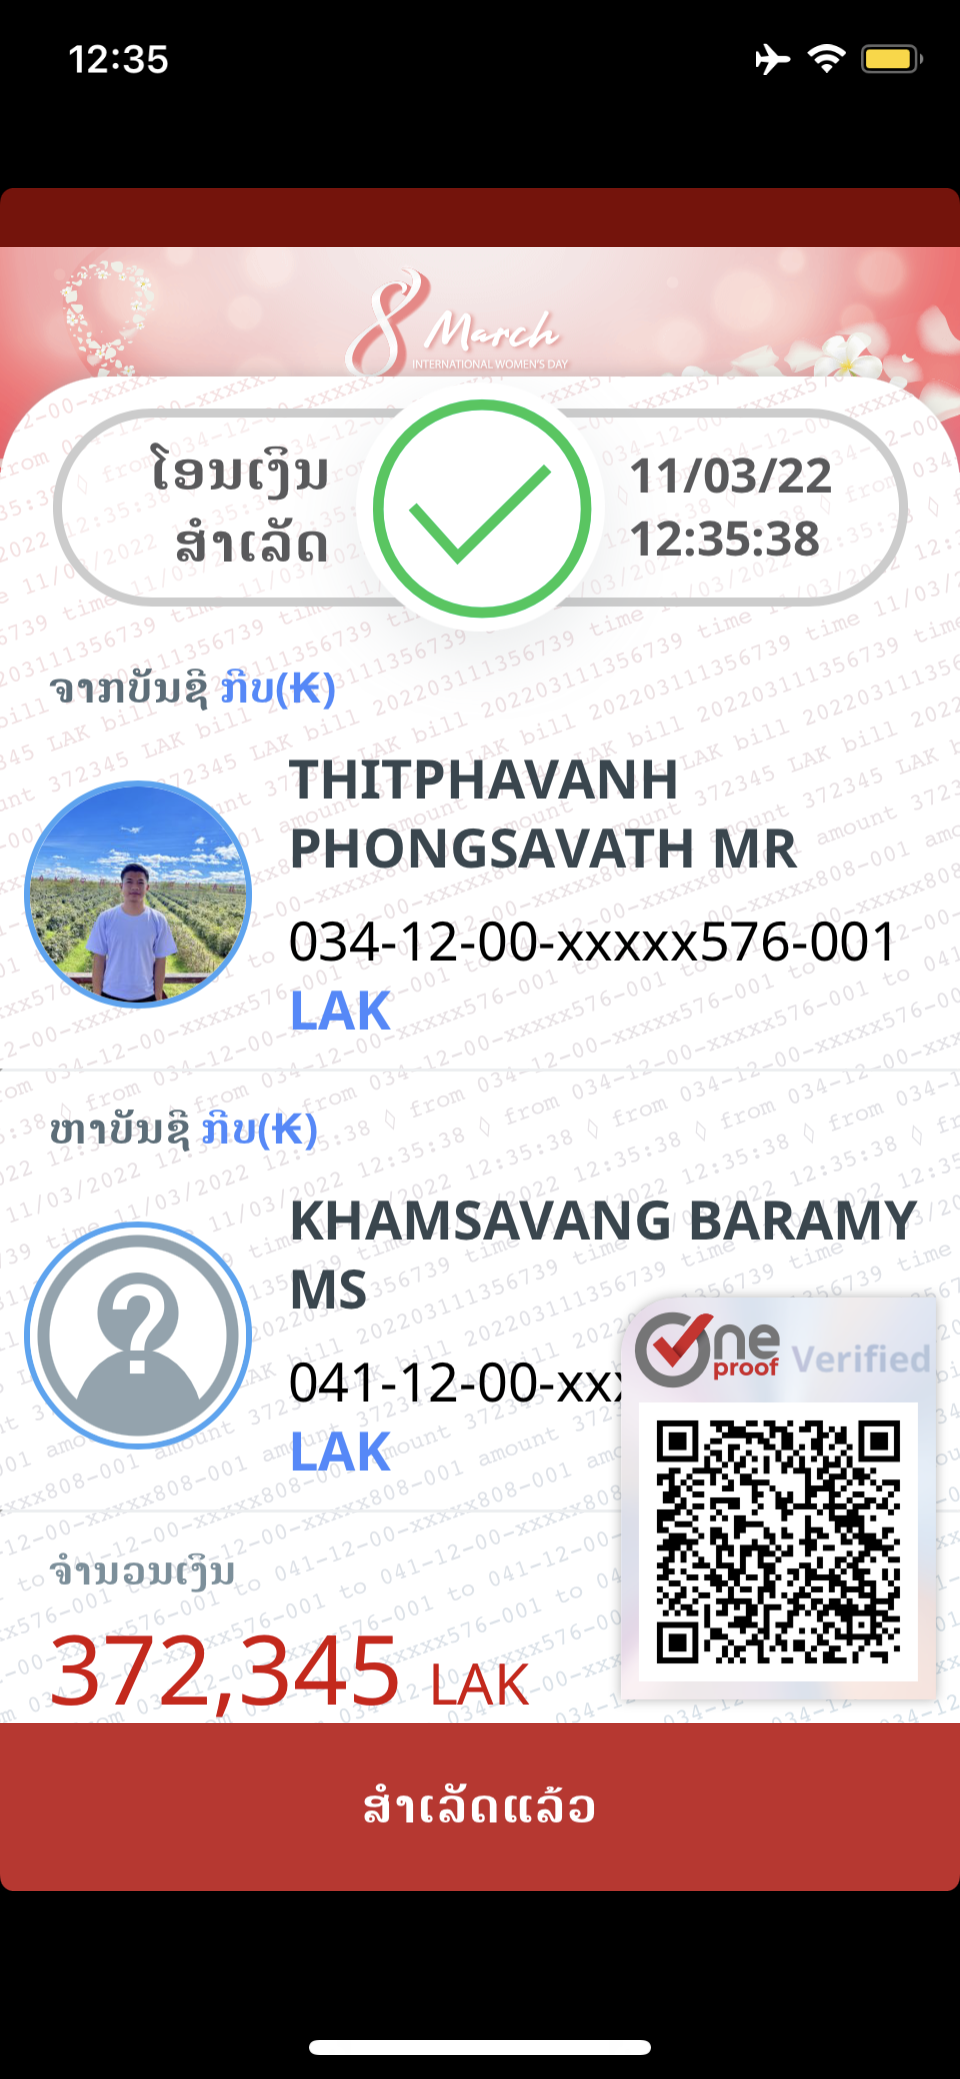 12:35
8 March
INTERNATIONAL WOMEN'S DAY
ໂອນເງິນ
ສຳເລັດ
11/03/22
12:35:38
ຈາກບັນຊີ ກີບ(₭)
THITPHAVANH
PHONGSAVATH MR
034-12-00-xxxxx576-001
LAK
ຫາບັນຊີ ກີບ(₭)
KHAMSAVANG BARAMY
MS
041-12-00-xxx
LAK
One proof Verified
ຈຳນວນເງິນ
372,345 LAK
ສຳເລັດແລ້ວ